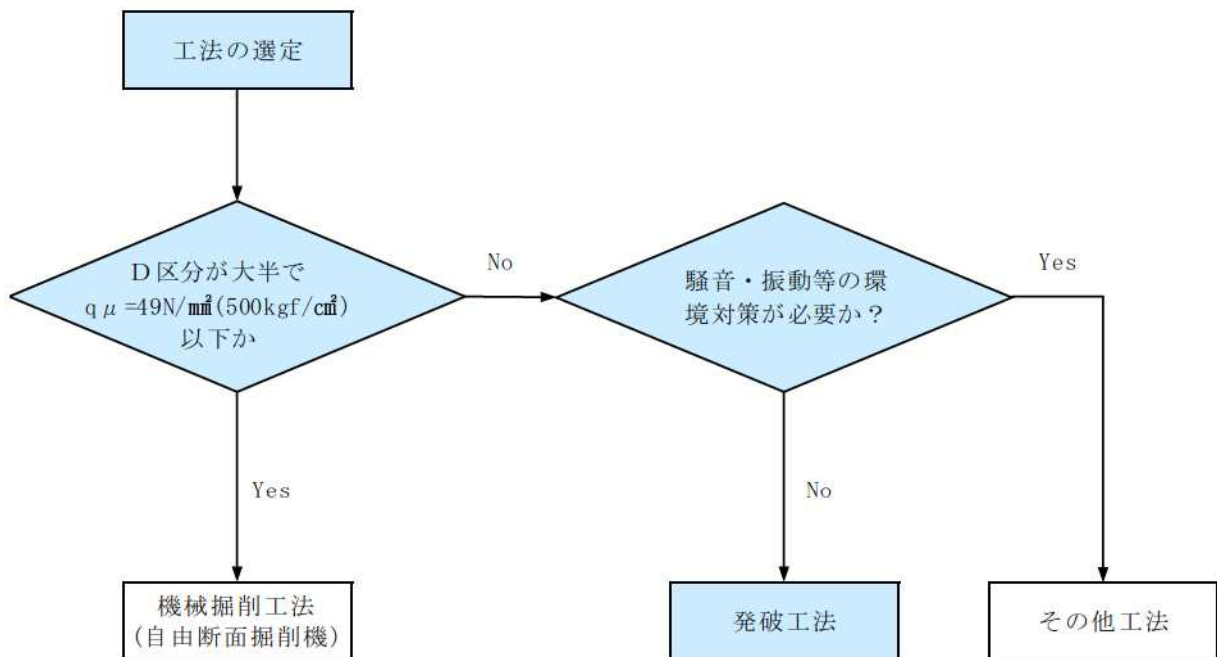 工法の選定
D区分が大半で
qμ=49N/㎟(500kgf/㎠)
以下か
No
騒音・振動等の環
境対策が必要か?
Yes
Yes
No
機械掘削工法
(自由断面掘削機)
発破工法
その他工法